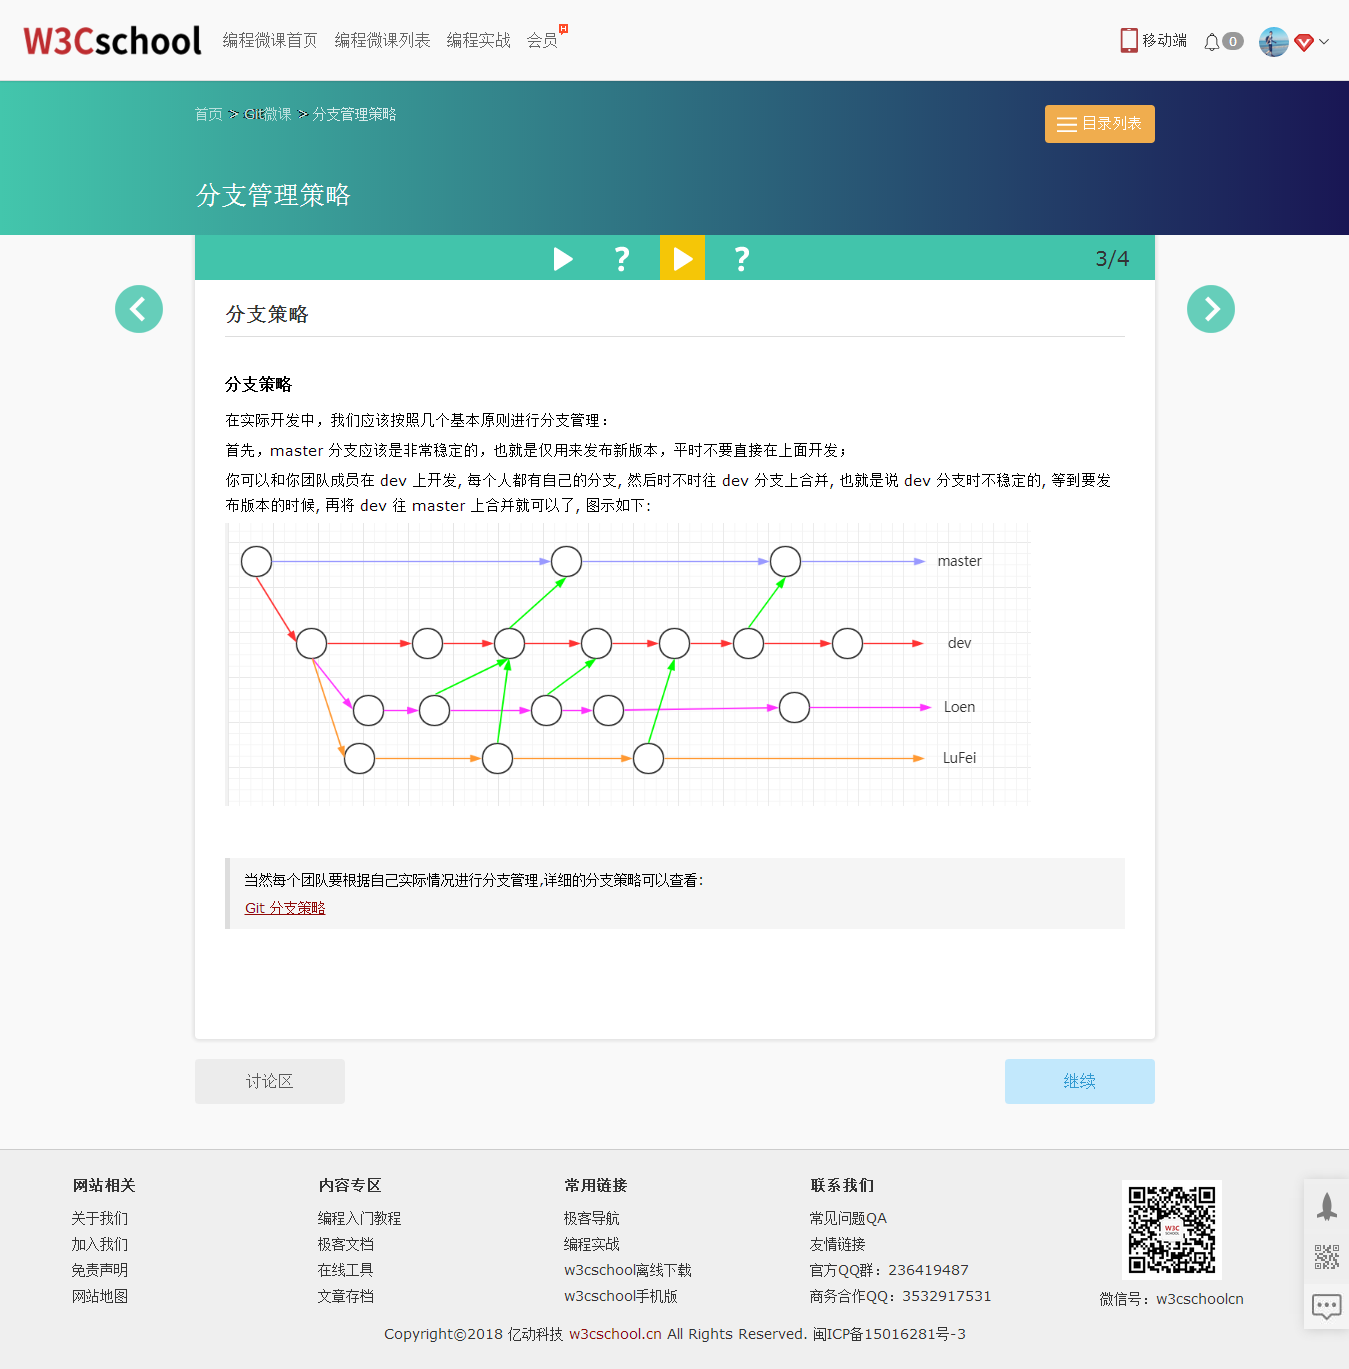 W3Cschool 编程微课首页 编程微课列表 编程实战 会员 H 移动端 0
首页 > Git微课 > 分支管理策略
目录列表
分支管理策略
? ? 3/4
分支策略
分支策略
在实际开发中，我们应该按照几个基本原则进行分支管理：
首先，master 分支应该是非常稳定的，也就是仅用来发布新版本，平时不要直接在上面开发；
你可以和你团队成员在 dev 上开发, 每个人都有自己的分支, 然后时不时往 dev 分支上合并, 也就是说 dev 分支时不稳定的, 等到要发
布版本的时候, 再将 dev 往 master 上合并就可以了, 图示如下:
master
dev
Loen
LuFei
当然每个团队要根据自己实际情况进行分支管理,详细的分支策略可以查看:
Git 分支策略
讨论区
继续
网站相关
关于我们
加入我们
免责声明
网站地图
内容专区
编程入门教程
极客文档
在线工具
文章存档
常用链接
极客导航
编程实战
w3cschool离线下载
w3cschool手机版
联系我们
常见问题QA
友情链接
官方QQ群：236419487
商务合作QQ：3532917531
W3C
SCHOOL
微信号：w3cschoolcn
Copyright©2018 亿动科技 w3cschool.cn All Rights Reserved. 闽ICP备15016281号-3